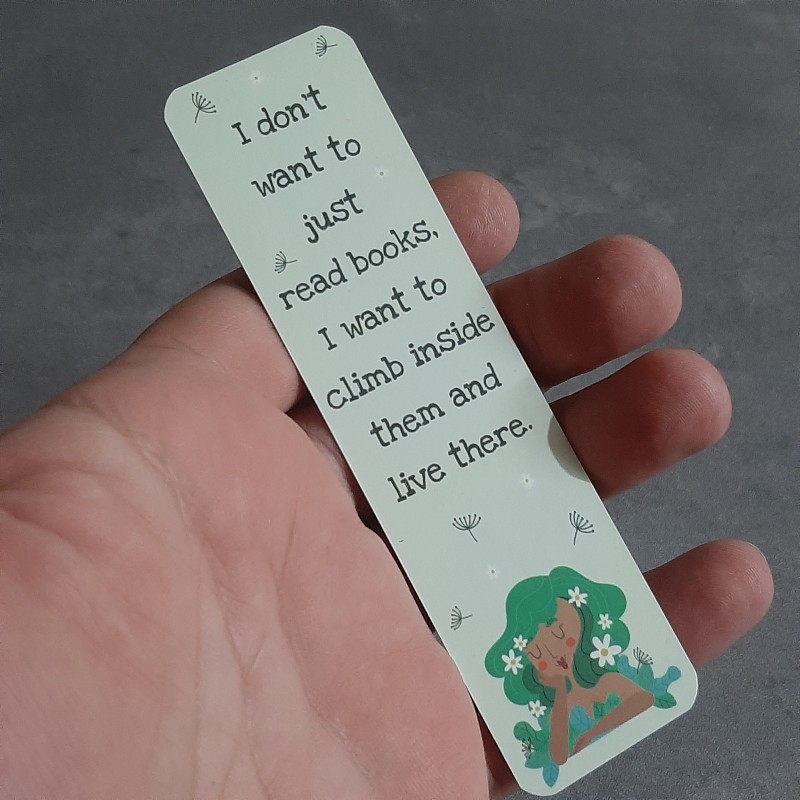 I don't
want to
just
read books,
I want to
climb inside
them and
live there.